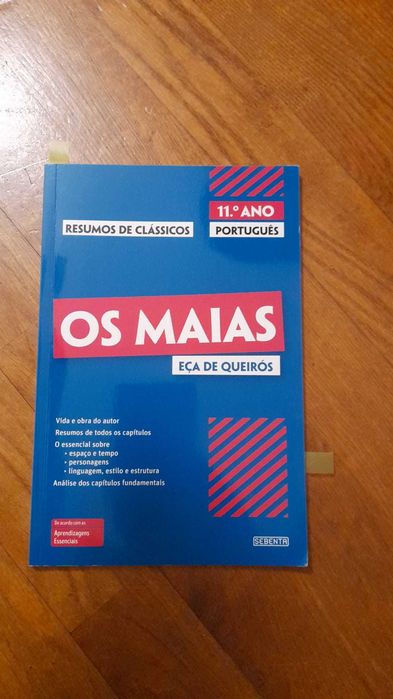 11.º ANO
RESUMOS DE CLÁSSICOS
PORTUGUÊS
OS MAIAS
EÇA DE QUEIRÓS
Vida e obra do autor
Resumos de todos os capítulos
O essencial sobre
• espaço e tempo
• personagens
• linguagem, estilo e estrutura
Análise dos capítulos fundamentais
De acordo com as
Aprendizagens
Essenciais
SEBENTA